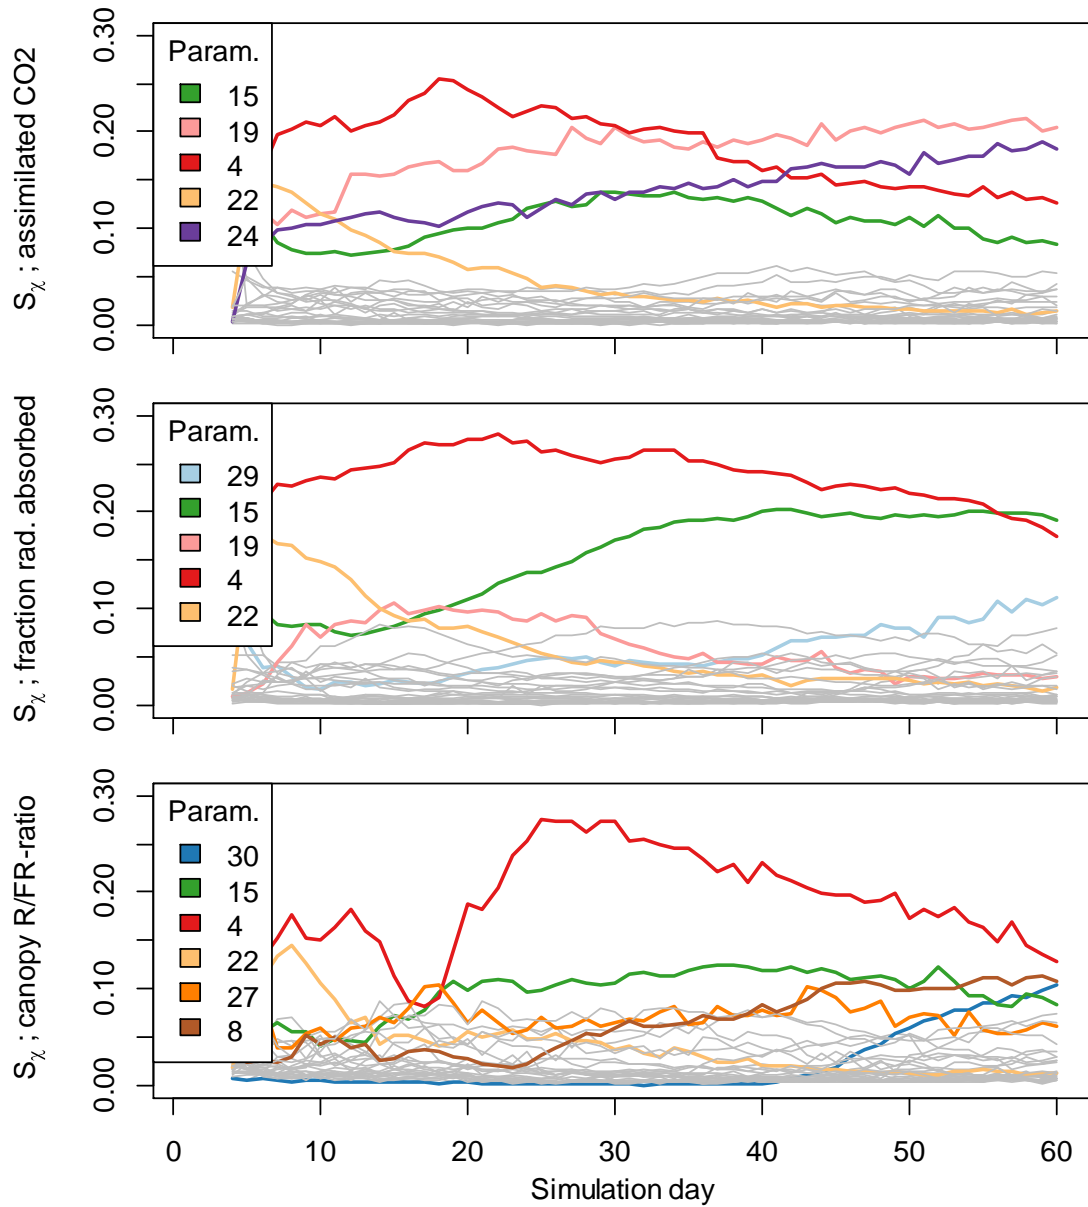 S_χ ; assimilated CO2
0.00 0.10 0.20 0.30
Param.
15
19
4
22
24
S_χ ; fraction rad. absorbed
0.00 0.10 0.20 0.30
Param.
29
15
19
4
22
S_χ ; canopy R/FR-ratio
0.00 0.10 0.20 0.30
Param.
30
15
4
22
27
8
0 10 20 30 40 50 60
Simulation day